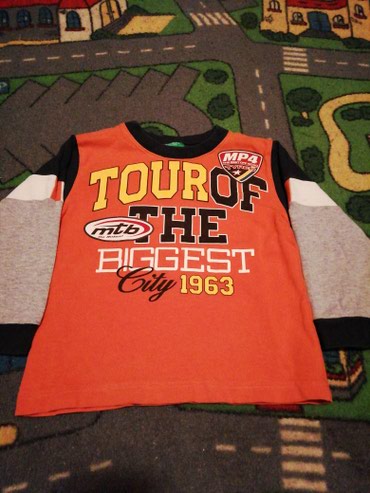 MP4
TOUR OF
THE
mtb
BIGGEST
City 1963